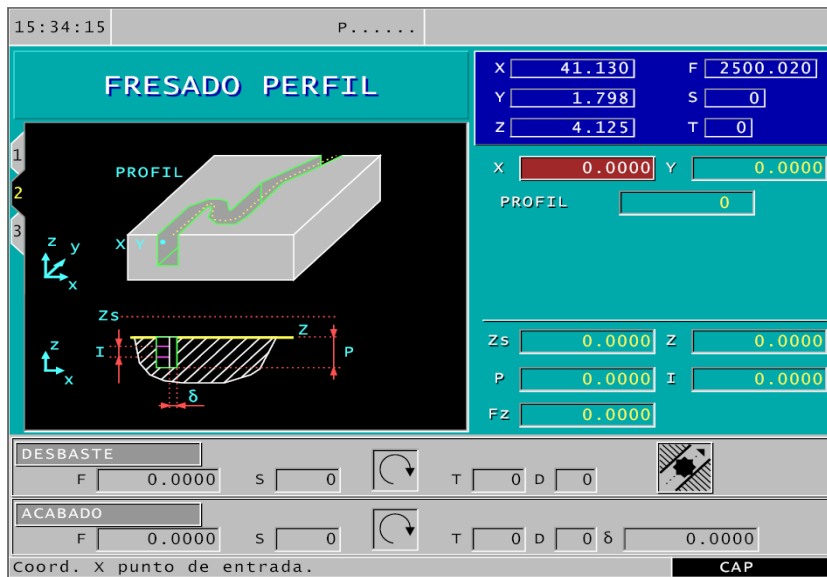 15:34:15 P......
FRESADO PERFIL
X 41.130 F 2500.020
Y 1.798 S 0
Z 4.125 T 0
1
2
3
PROFIL
X Y
z y
x
X 0.0000 Y 0.0000
PROFIL 0
Zs
Z
z
x
I
P
δ
Zs 0.0000 Z 0.0000
P 0.0000 I 0.0000
Fz 0.0000
DESBASTE
F 0.0000 S 0 T 0 D 0
ACABADO
F 0.0000 S 0 T 0 D 0 δ 0.0000
Coord. X punto de entrada. CAP